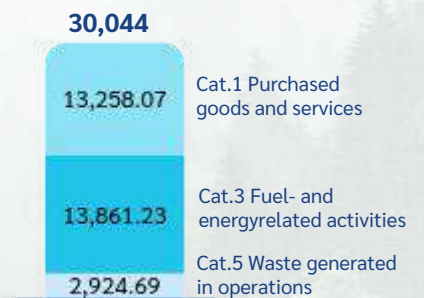 30,044
13,258.07
Cat.1 Purchased
goods and services
13,861.23
Cat.3 Fuel- and
energyrelated activities
2,924.69
Cat.5 Waste generated
in operations